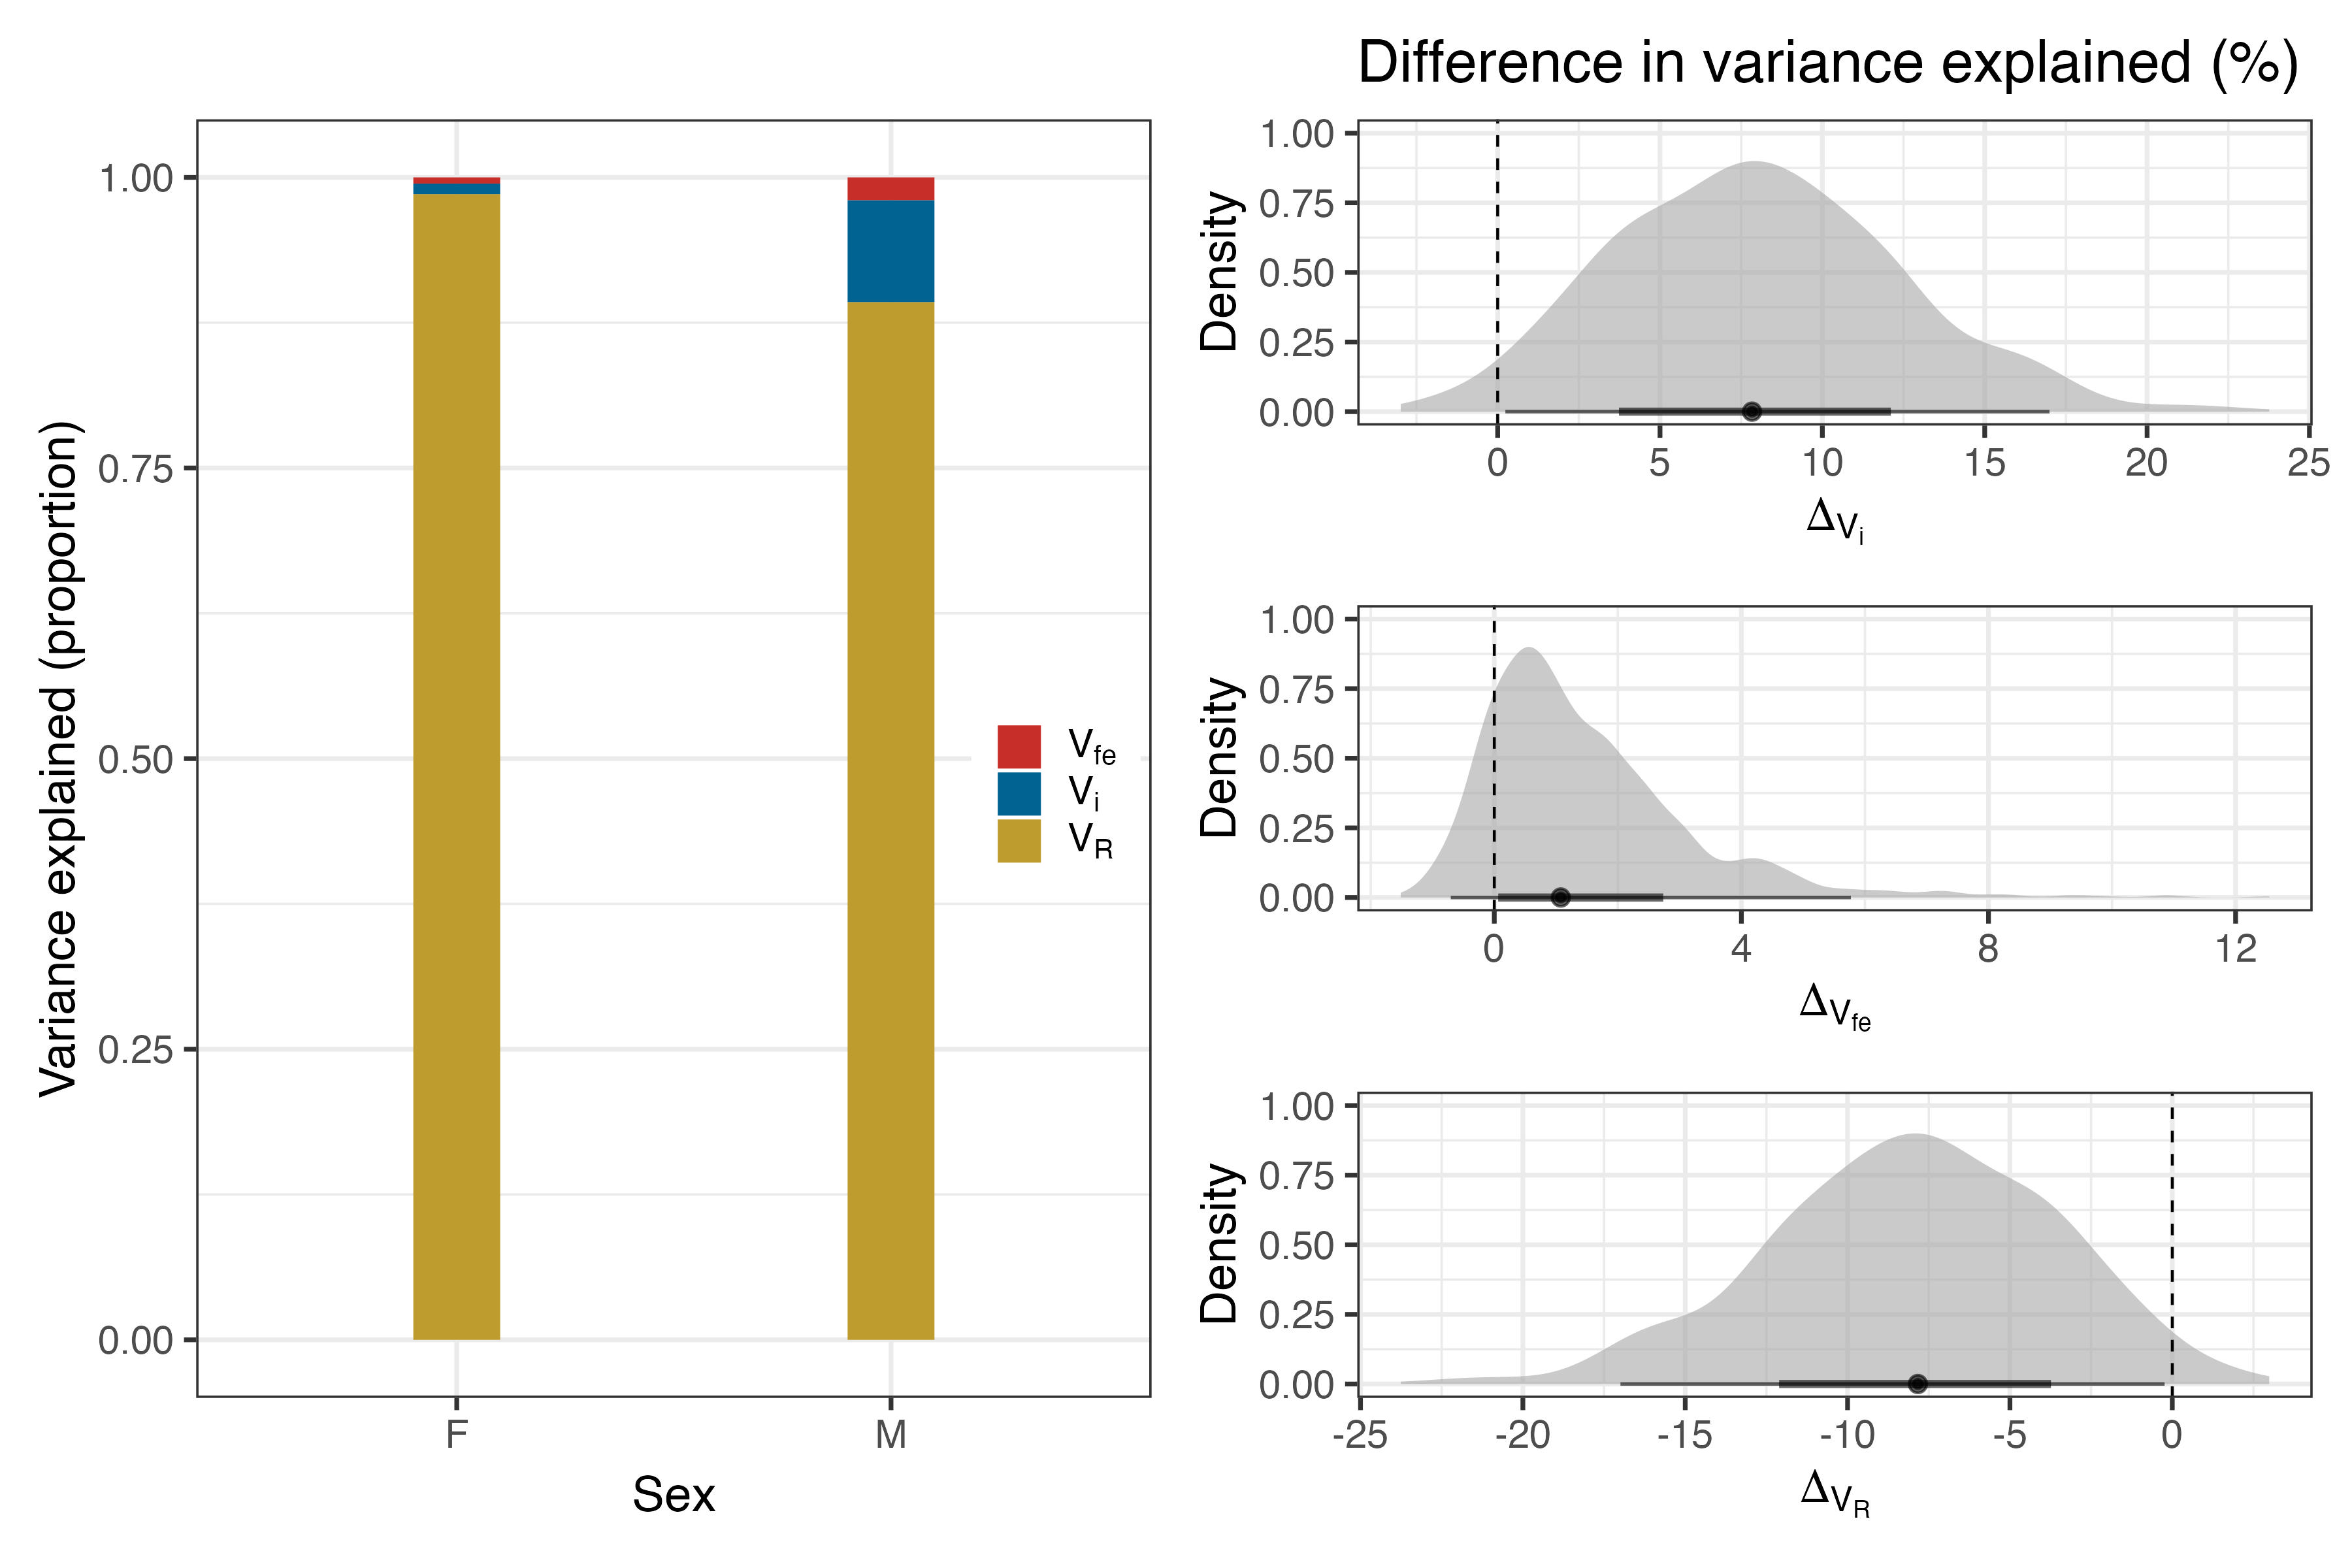 Difference in variance explained (%)
Variance explained (proportion)
1.00
0.75
0.50
0.25
0.00
F
M
Sex
V_fe
V_i
V_R
Density
1.00
0.75
0.50
0.25
0.00
0
5
10
15
20
25
Δ_V_i
Density
1.00
0.75
0.50
0.25
0.00
0
4
8
12
Δ_V_fe
Density
1.00
0.75
0.50
0.25
0.00
-25
-20
-15
-10
-5
0
Δ_V_R